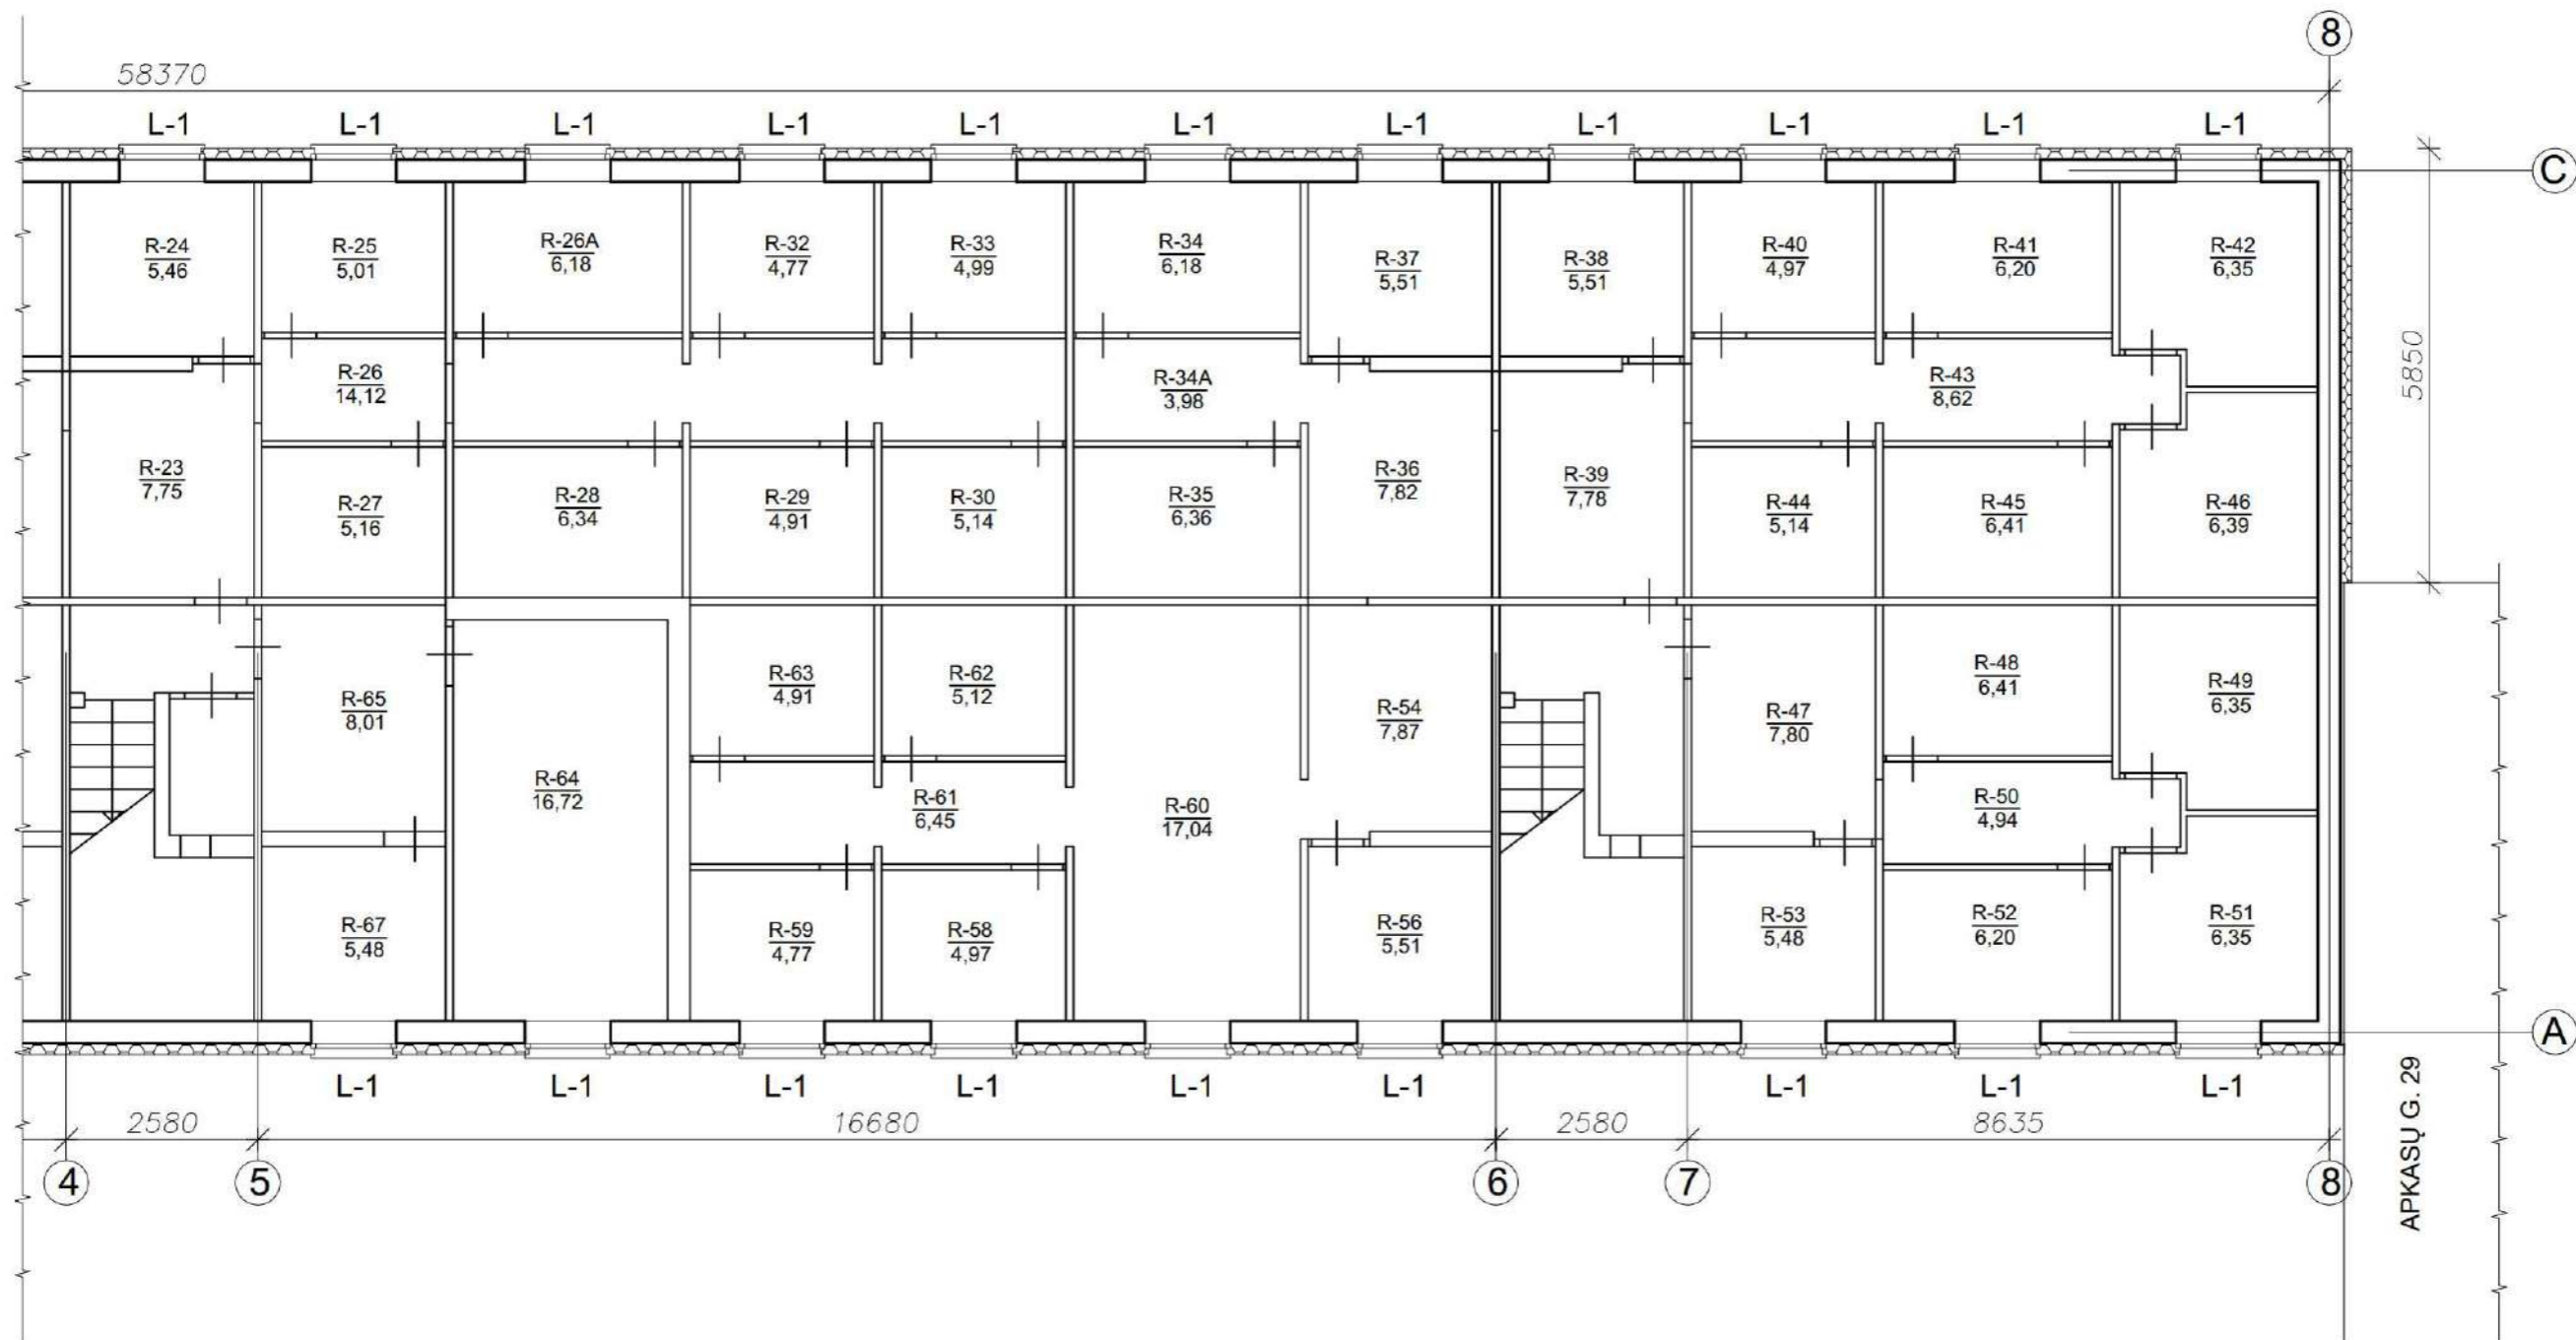 8
58370
L-1 L-1 L-1 L-1 L-1 L-1 L-1 L-1 L-1 L-1 L-1
C
R-24
5,46
R-25
5,01
R-26A
6,18
R-32
4,77
R-33
4,99
R-34
6,18
R-37
5,51
R-38
5,51
R-40
4,97
R-41
6,20
R-42
6,35
5850
R-26
14,12
R-34A
3,98
R-43
8,62
R-23
7,75
R-27
5,16
R-28
6,34
R-29
4,91
R-30
5,14
R-35
6,36
R-36
7,82
R-39
7,78
R-44
5,14
R-45
6,41
R-46
6,39
R-65
8,01
R-63
4,91
R-62
5,12
R-54
7,87
R-47
7,80
R-48
6,41
R-49
6,35
R-64
16,72
R-61
6,45
R-60
17,04
R-50
4,94
R-67
5,48
R-59
4,77
R-58
4,97
R-56
5,51
R-53
5,48
R-52
6,20
R-51
6,35
A
L-1 L-1 L-1 L-1 L-1 L-1 L-1 L-1 L-1
2580 16680 2580 8635
4 5 6 7 8
APKASŲ G. 29